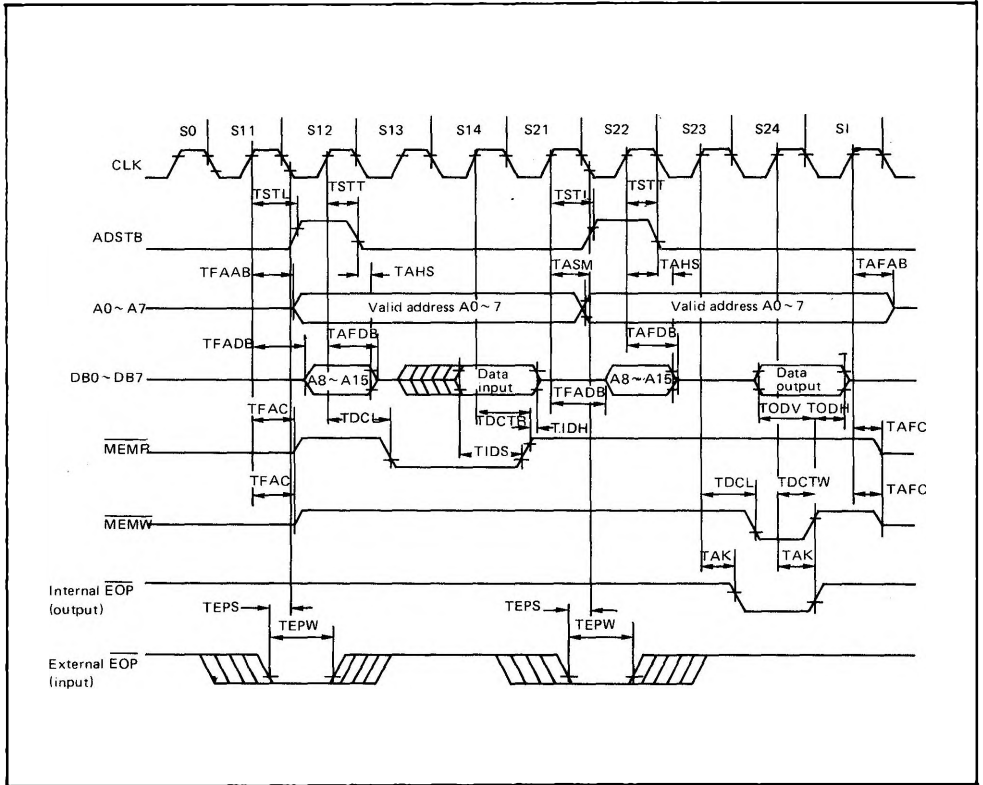 S0 S11 S12 S13 S14 S21 S22 S23 S24 SI
CLK
TSTL TSTT TSTL TSTT
ADSTB
TFAAB TAHS TASM TAHS TAFAB
A0~A7 Valid address A0~7 Valid address A0~7
TFADB TAFDB TAFDB
DB0~DB7 A8~A15 Data input TFADB A8~A15 Data output
TFAC TDCL TDCTR TIDH TODV TODH TAFC
MEMR TIDS
TFAC TDCL TDCTW TAFC
MEMW
TAK TAK
Internal EOP
(output)
TEPS TEPW TEPS TEPW
External EOP
(input)